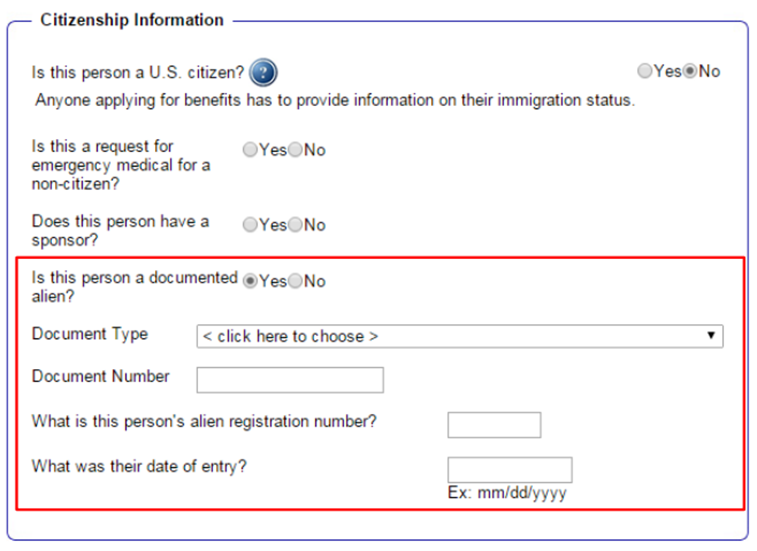 Citizenship Information
Is this person a U.S. citizen? ? Yes No
Anyone applying for benefits has to provide information on their immigration status.
Is this a request for
emergency medical for a
non-citizen?
Yes No
Does this person have a
sponsor?
Yes No
Is this person a documented
alien?
Yes No
Document Type < click here to choose >
Document Number
What is this person's alien registration number?
What was their date of entry?
Ex: mm/dd/yyyy